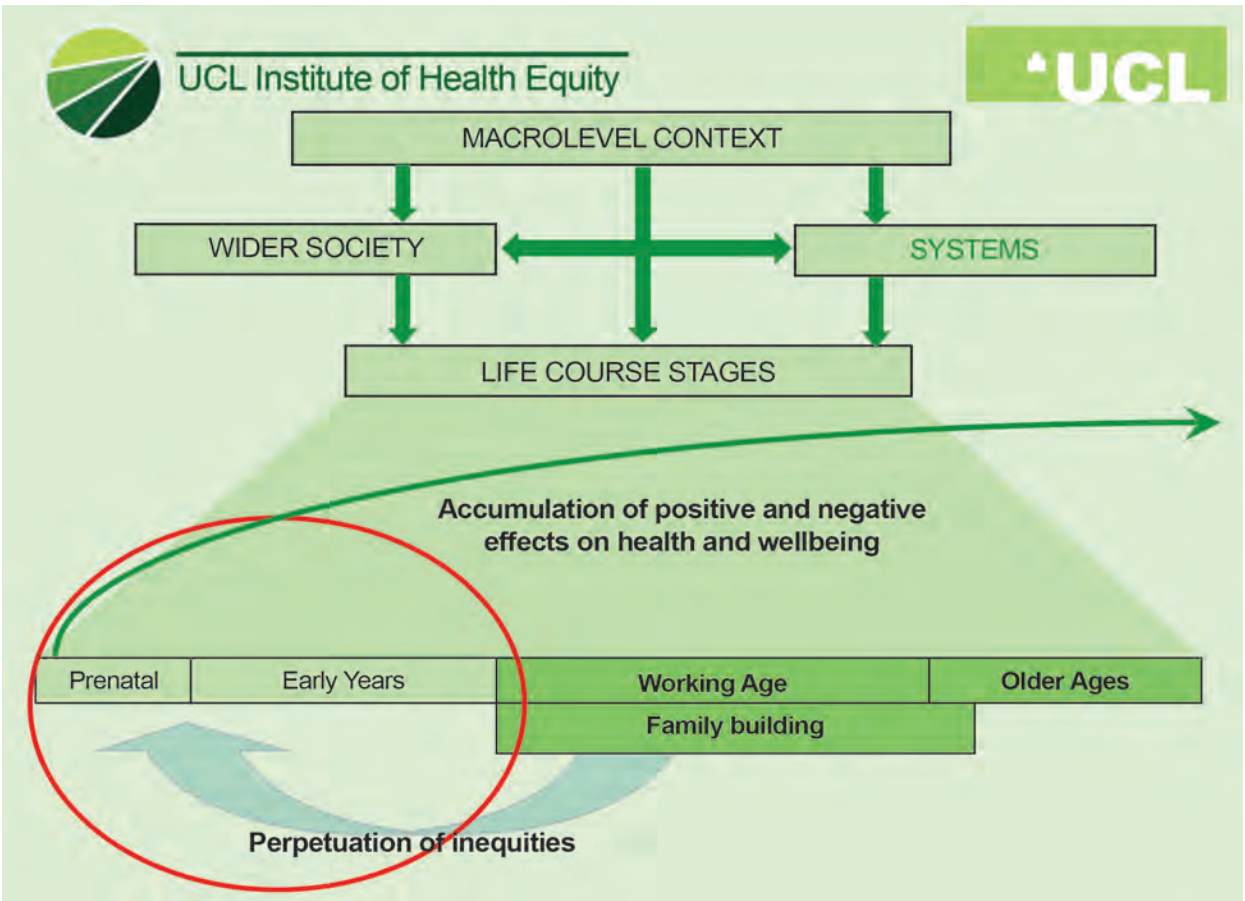 UCL Institute of Health Equity
UCL
MACROLEVEL CONTEXT
WIDER SOCIETY
SYSTEMS
LIFE COURSE STAGES
Accumulation of positive and negative
effects on health and wellbeing
Prenatal
Early Years
Working Age
Older Ages
Family building
Perpetuation of inequities